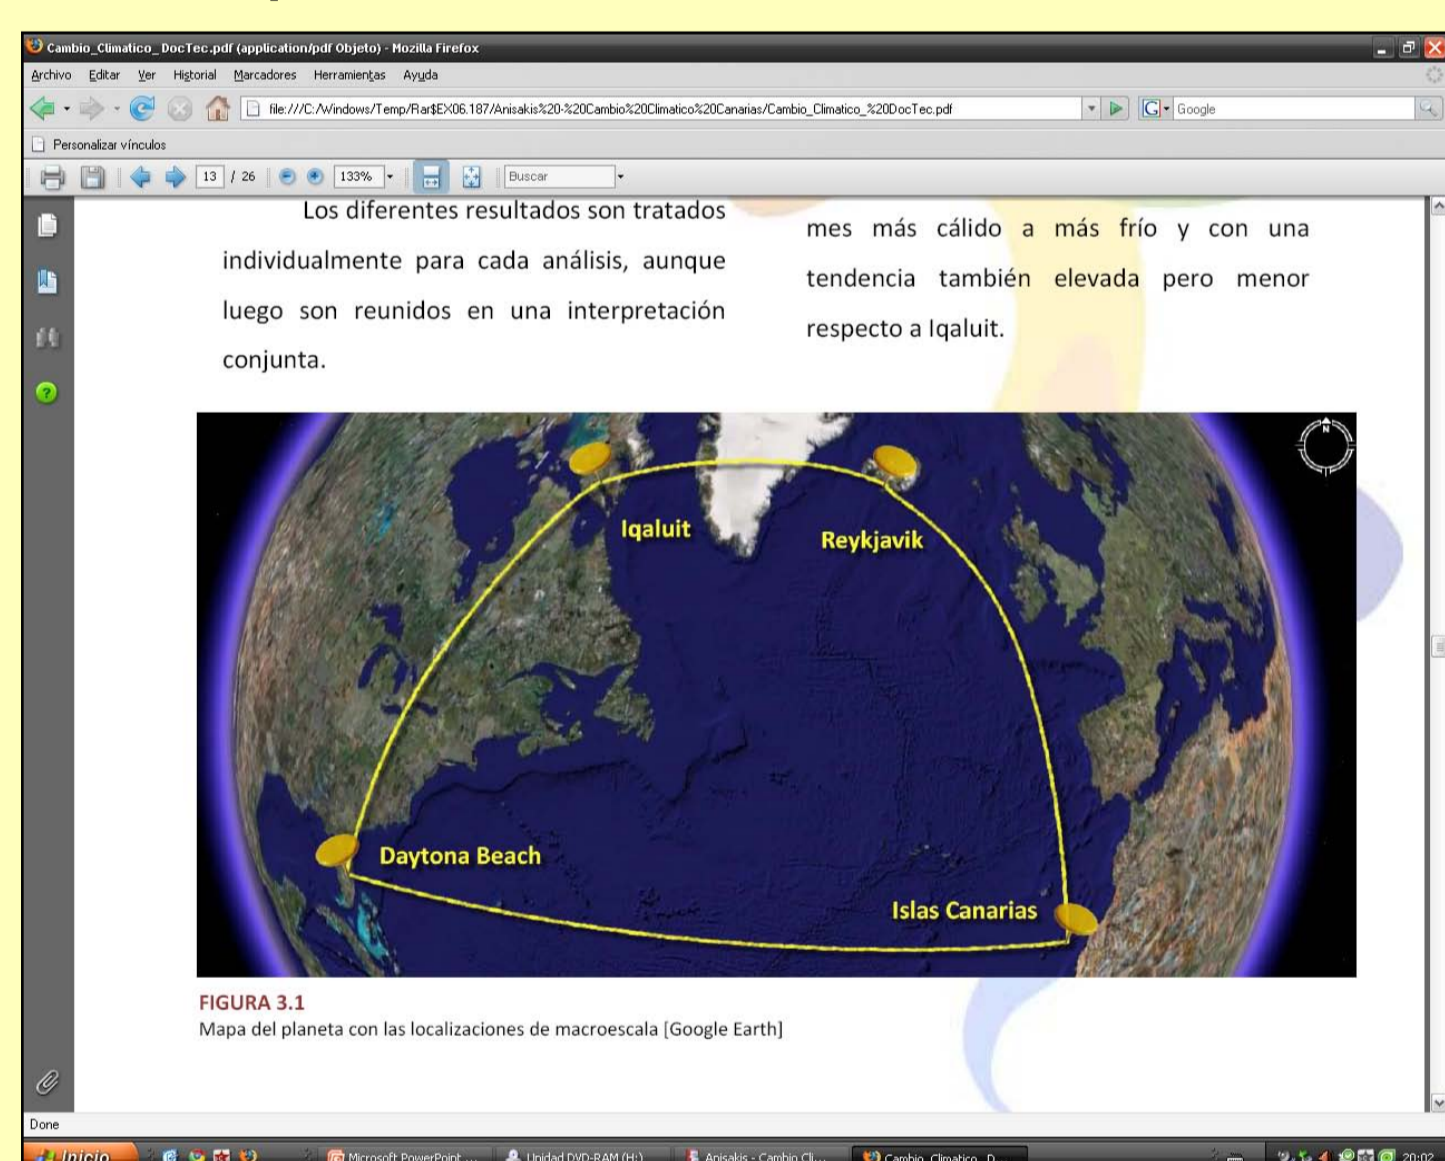 Cambio_Climatico_ DocTec.pdf (application/pdf Objeto) - Mozilla Firefox
Archivo Editar Ver Historial Marcadores Herramientas Ayuda
file:///C:/Windows/Temp/Rar$EX06.187/Anisakis%20-%20Cambio%20Climatico%20Canarias/Cambio_Climatico_%20DocTec.pdf
G Google
Personalizar vínculos
13 / 26 133% Buscar
Los diferentes resultados son tratados
individualmente para cada análisis, aunque
luego son reunidos en una interpretación
conjunta.
mes más cálido a más frío y con una
tendencia también elevada pero menor
respecto a Iqaluit.
N
Iqaluit
Reykjavik
Daytona Beach
Islas Canarias
FIGURA 3.1
Mapa del planeta con las localizaciones de macroescala [Google Earth]
Done
Inicio Microsoft PowerPoint ... Unidad DVD-RAM (H:) Anisakis - Cambio Cli... Cambio_Climatico_D... 20:02